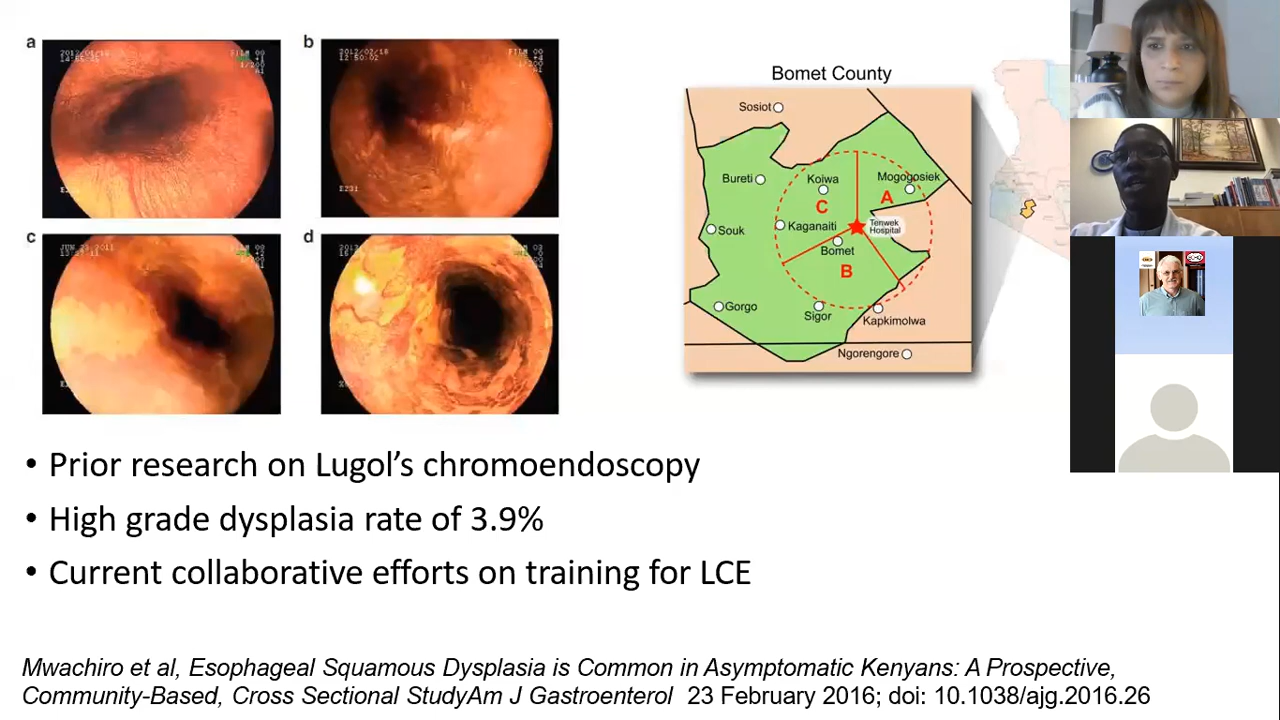 a
b
c
d
Bomet County
Sosiot
Bureti
Koiwa
Mogogosiek
A
C
Souk
Kaganaiti
Tenwek
Hospital
Bomet
B
Gorgo
Sigor
Kapkimolwa
Ngorengore
• Prior research on Lugol’s chromoendoscopy
• High grade dysplasia rate of 3.9%
• Current collaborative efforts on training for LCE
Mwachiro et al, Esophageal Squamous Dysplasia is Common in Asymptomatic Kenyans: A Prospective,
Community-Based, Cross Sectional StudyAm J Gastroenterol 23 February 2016; doi: 10.1038/ajg.2016.26